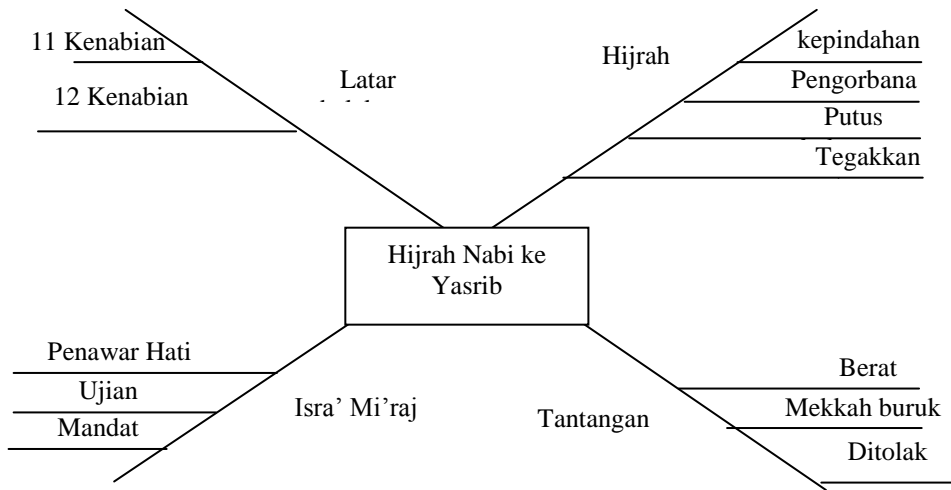 11 Kenabian
12 Kenabian
Latar
Hijrah
kepindahan
Pengorbana
Putus
Tegakkan
Hijrah Nabi ke
Yasrib
Penawar Hati
Ujian
Mandat
Isra’ Mi’raj
Tantangan
Berat
Mekkah buruk
Ditolak